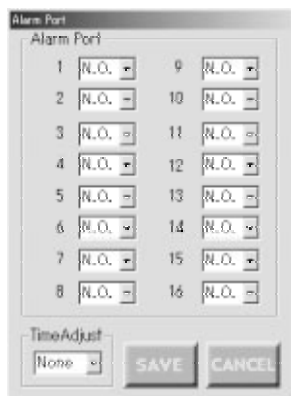 Alarm Port
Alarm Port
1 N.O. 9 N.O.
2 N.O. 10 N.O.
3 N.O. 11 N.O.
4 N.O. 12 N.O.
5 N.O. 13 N.O.
6 N.O. 14 N.O.
7 N.O. 15 N.O.
8 N.O. 16 N.O.
TimeAdjust
None SAVE CANCEL